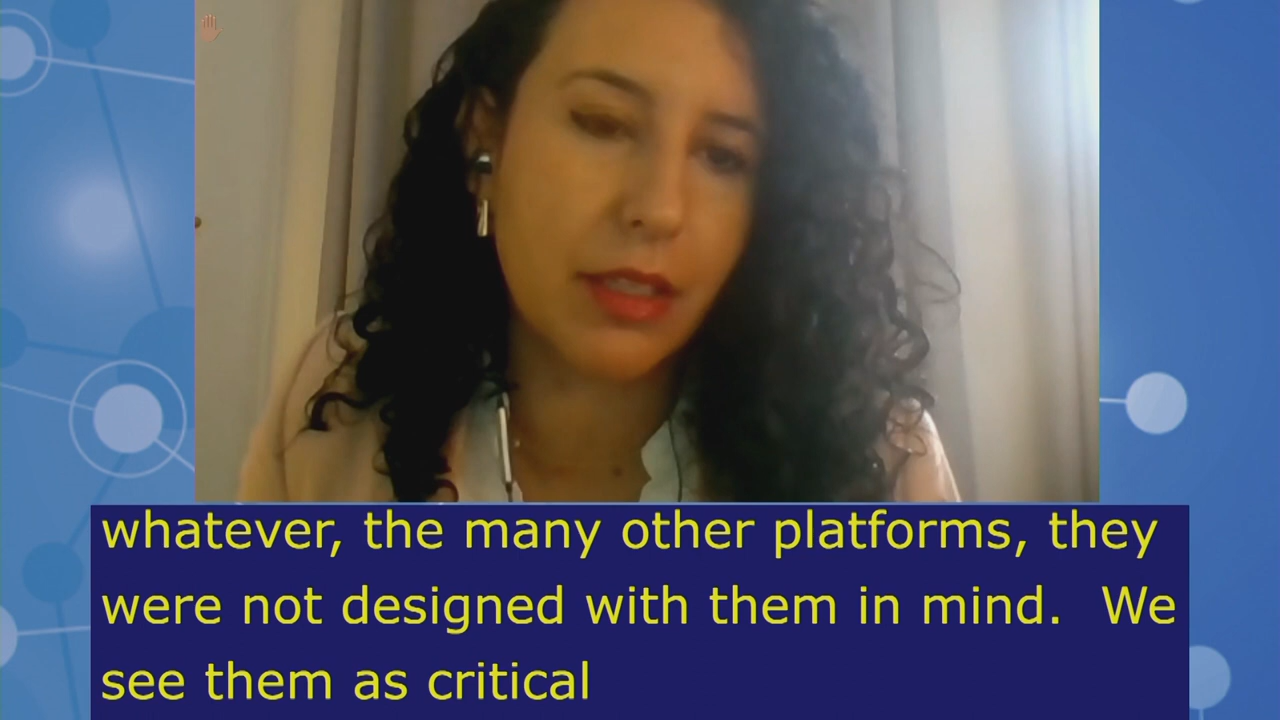 whatever, the many other platforms, they
were not designed with them in mind.  We
see them as critical